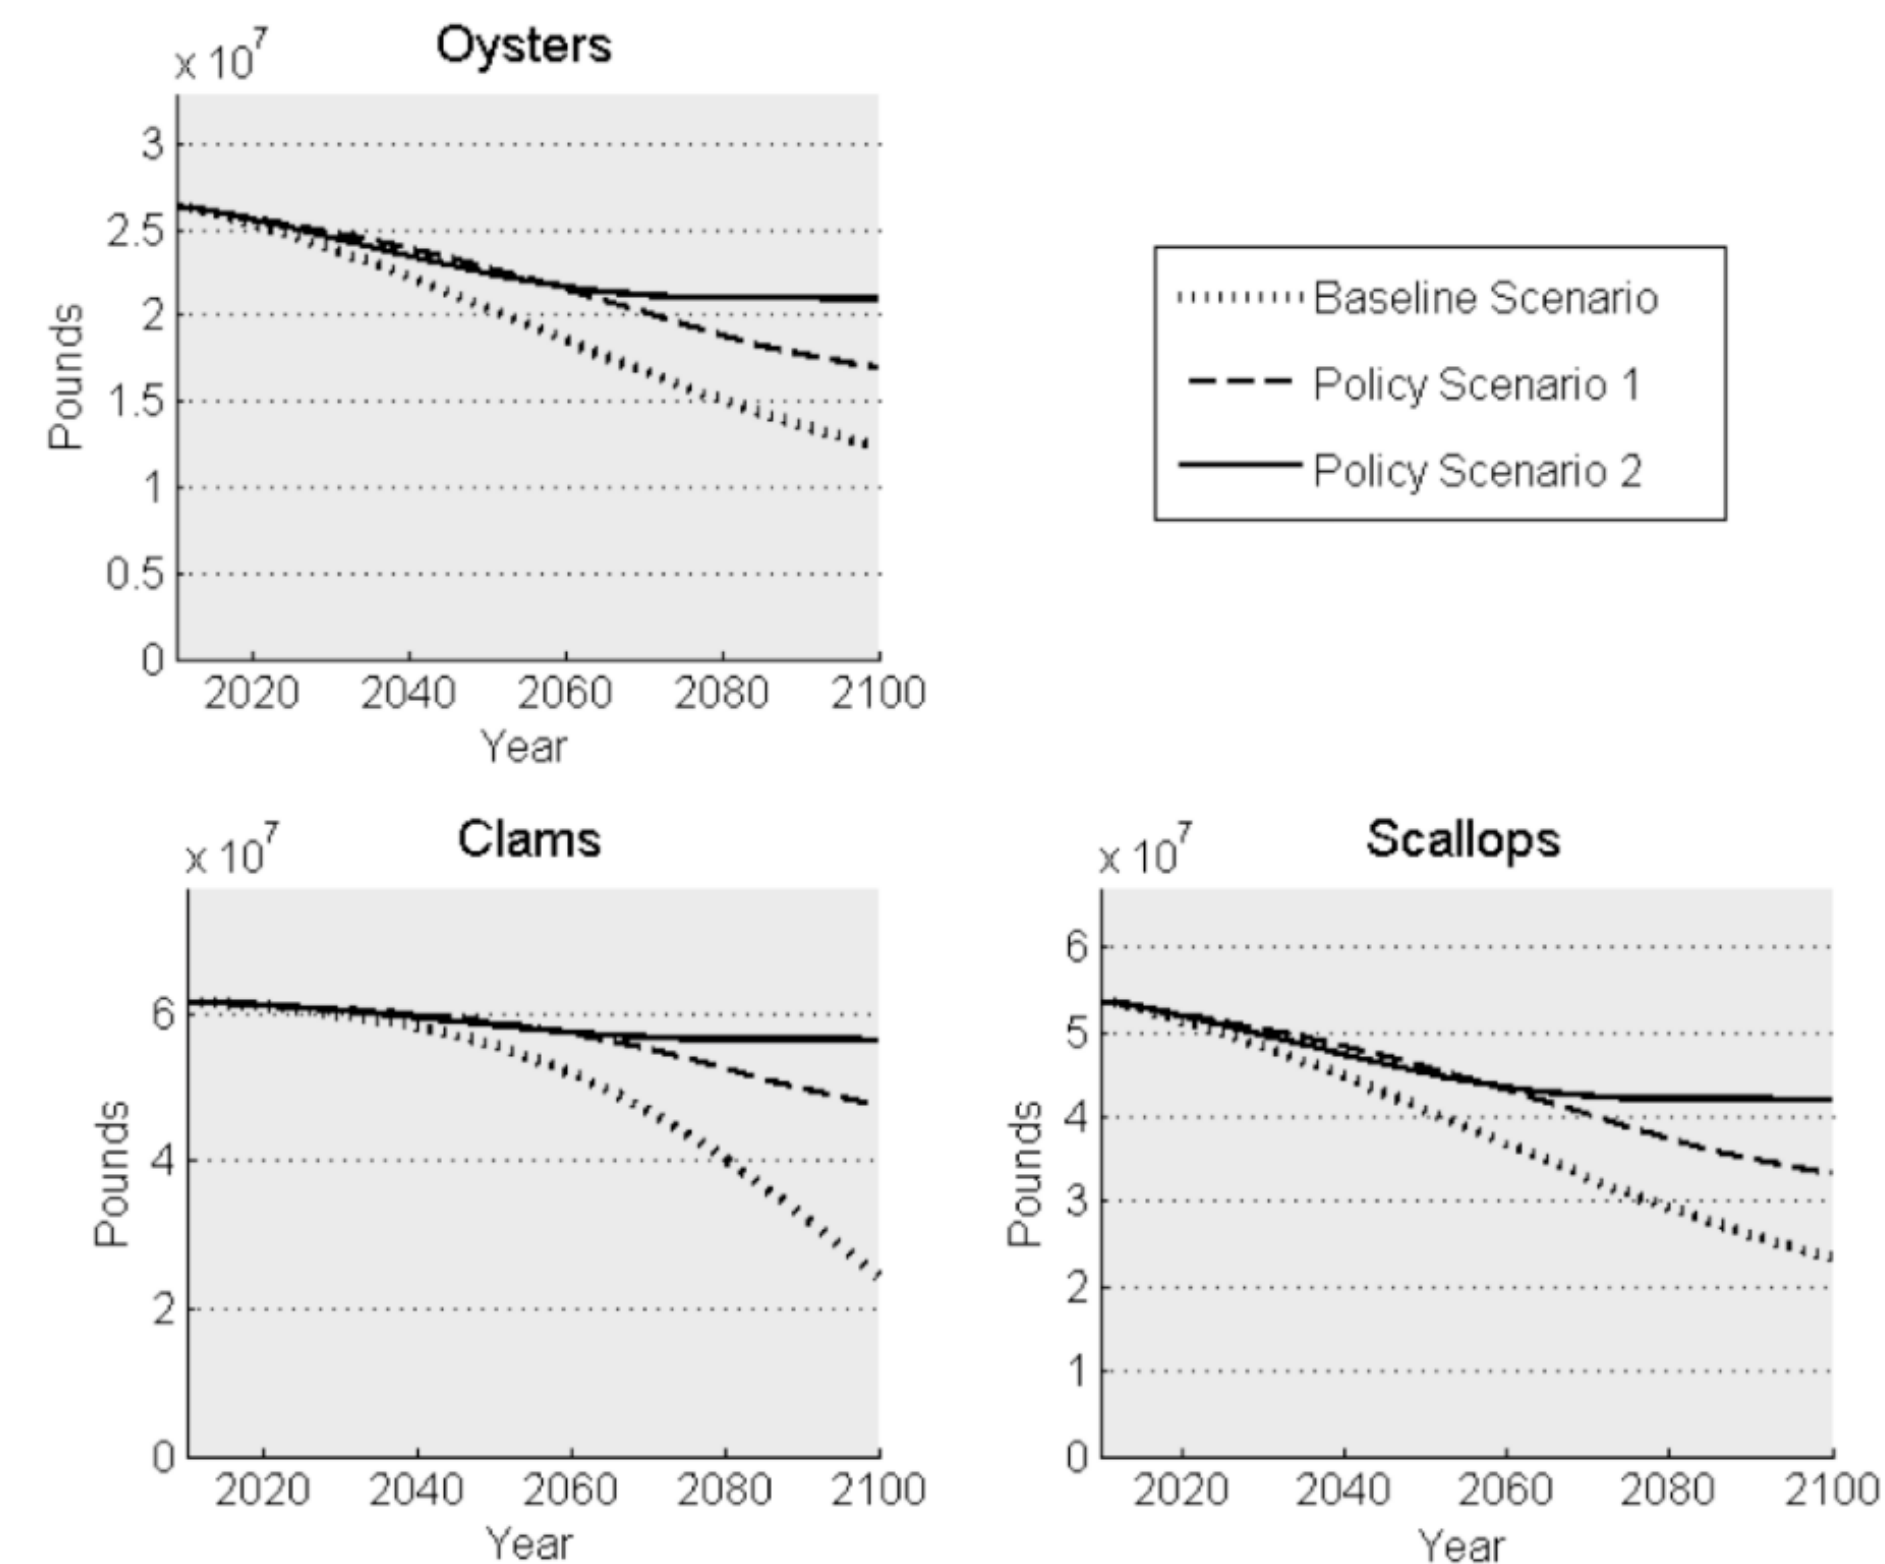 Oysters
x 10^7
3
2.5
2
1.5
1
0.5
0
Pounds
2020 2040 2060 2080 2100
Year
Baseline Scenario
Policy Scenario 1
Policy Scenario 2
Clams
x 10^7
6
4
2
0
Pounds
2020 2040 2060 2080 2100
Year
Scallops
x 10^7
6
5
4
3
2
1
0
Pounds
2020 2040 2060 2080 2100
Year